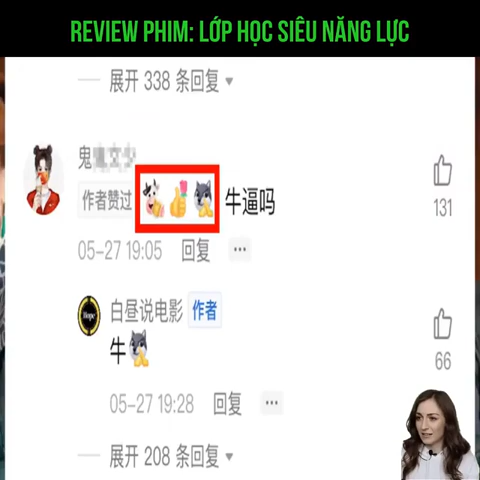 REVIEW PHIM: LỚP HỌC SIÊU NĂNG LỰC
展开 338 条回复
鬼
作者赞过 牛逼吗
131
05-27 19:05 回复 ...
白昼说电影 作者
牛
66
05-27 19:28 回复 ...
展开 208 条回复